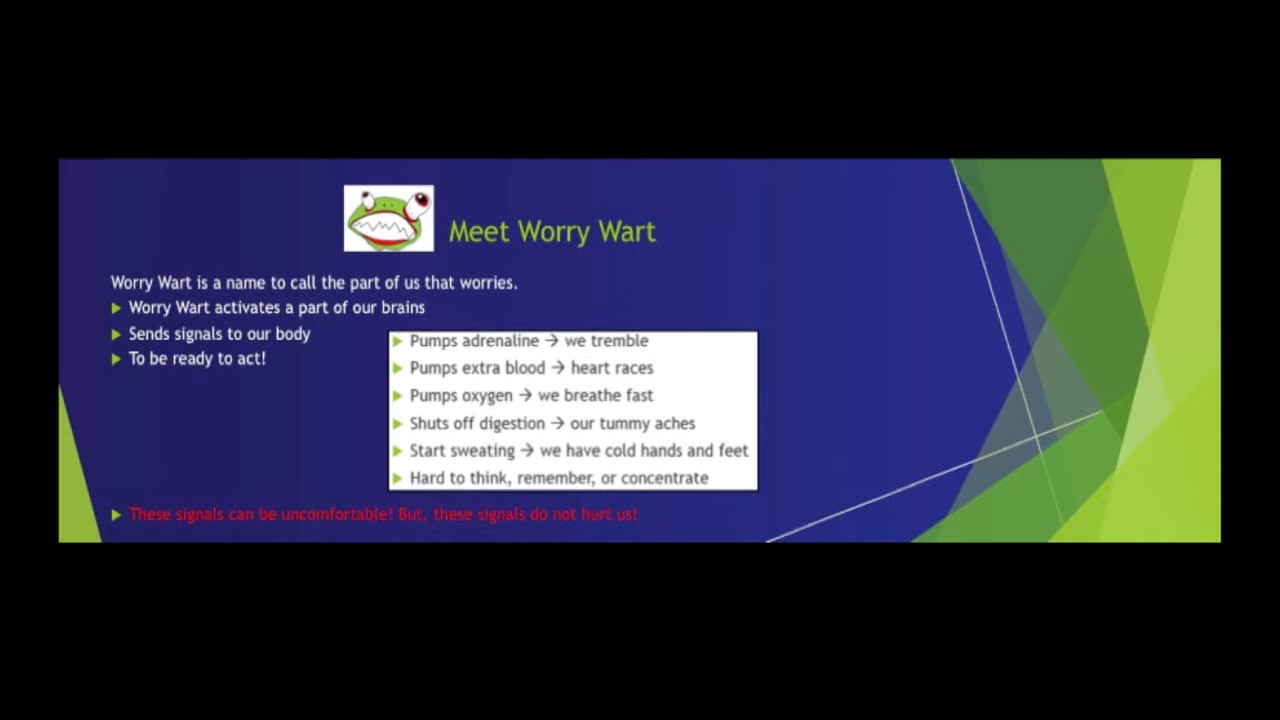 Meet Worry Wart
Worry Wart is a name to call the part of us that worries.
Worry Wart activates a part of our brains
Sends signals to our body
To be ready to act!
Pumps adrenaline → we tremble
Pumps extra blood → heart races
Pumps oxygen → we breathe fast
Shuts off digestion → our tummy aches
Start sweating → we have cold hands and feet
Hard to think, remember, or concentrate
These signals can be uncomfortable! But, these signals do not hurt us!